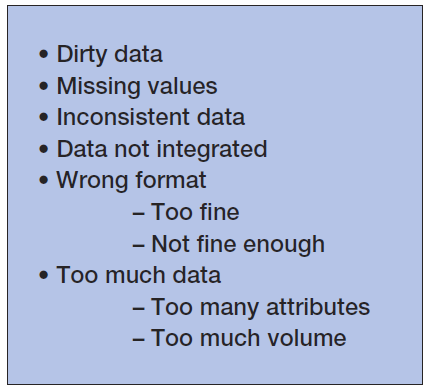 • Dirty data
• Missing values
• Inconsistent data
• Data not integrated
• Wrong format
– Too fine
– Not fine enough
• Too much data
– Too many attributes
– Too much volume